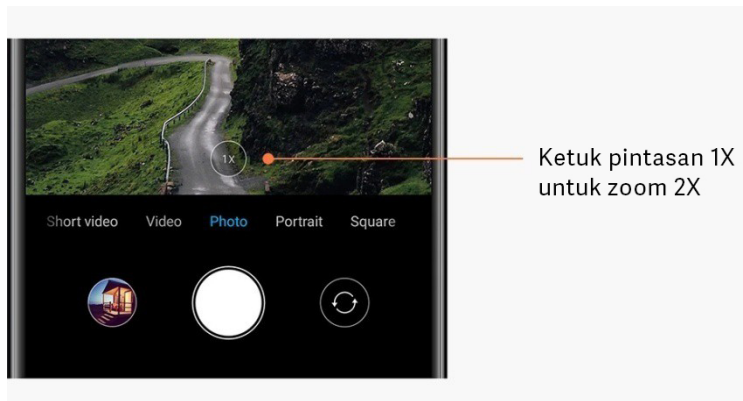 1X
Ketuk pintasan 1X
untuk zoom 2X
Short video Video Photo Portrait Square